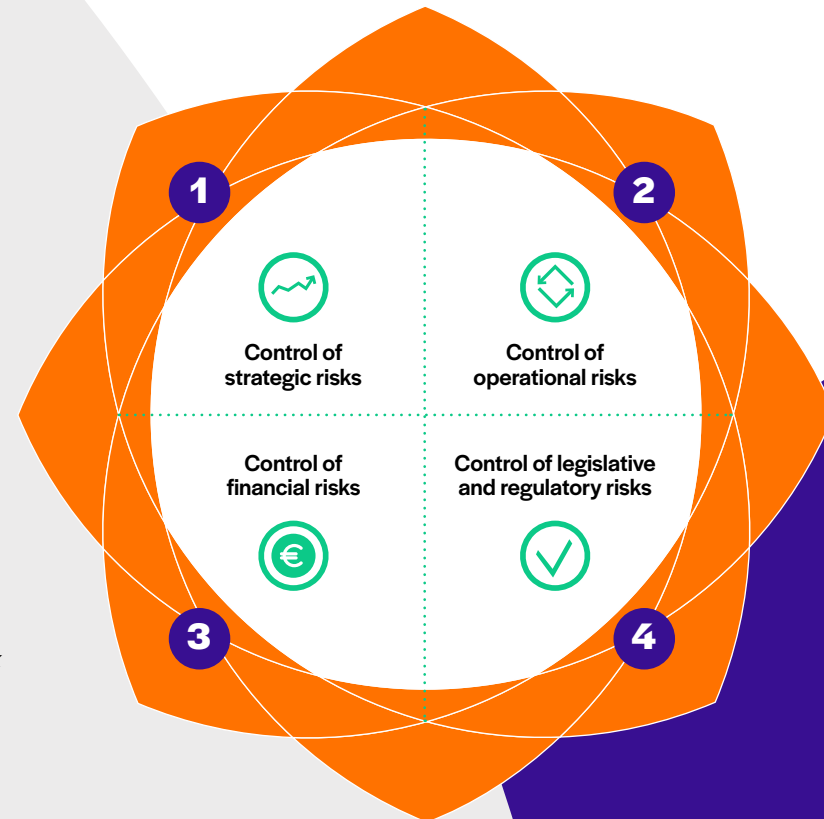 1
2
Control of
strategic risks
Control of
operational risks
Control of
financial risks
Control of legislative
and regulatory risks
€
3
4